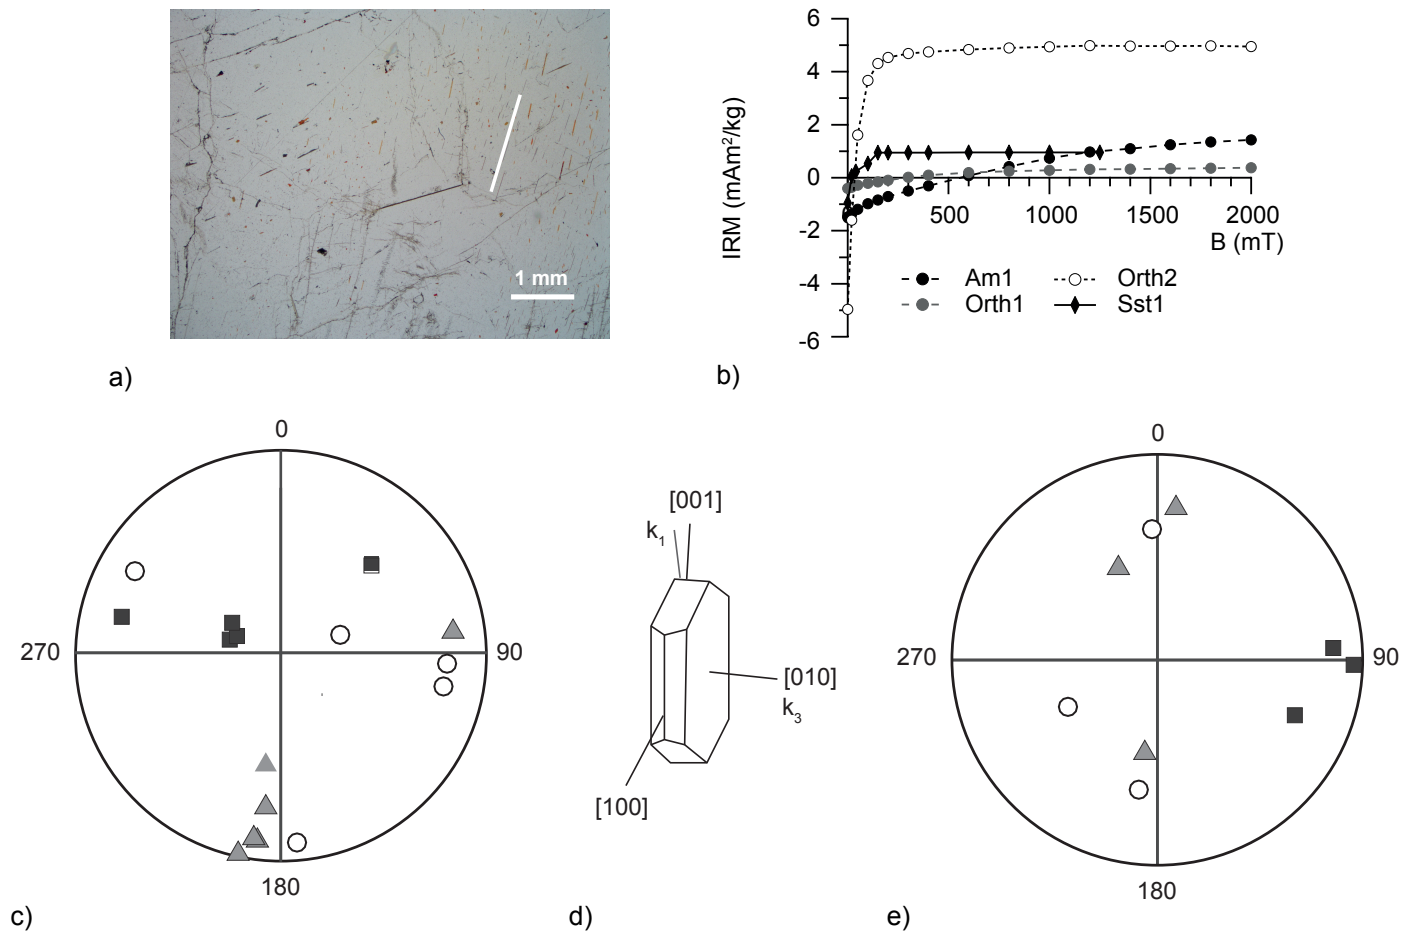 1 mm
a)
6
4
2
0
-2
-4
-6
IRM (mAm²/kg)
500 1000 1500 2000
B (mT)
Am1 Orth2
Orth1 Sst1
b)
0
270 90
180
c)
[001]
k₁
[010]
k₃
[100]
d)
0
270 90
180
e)